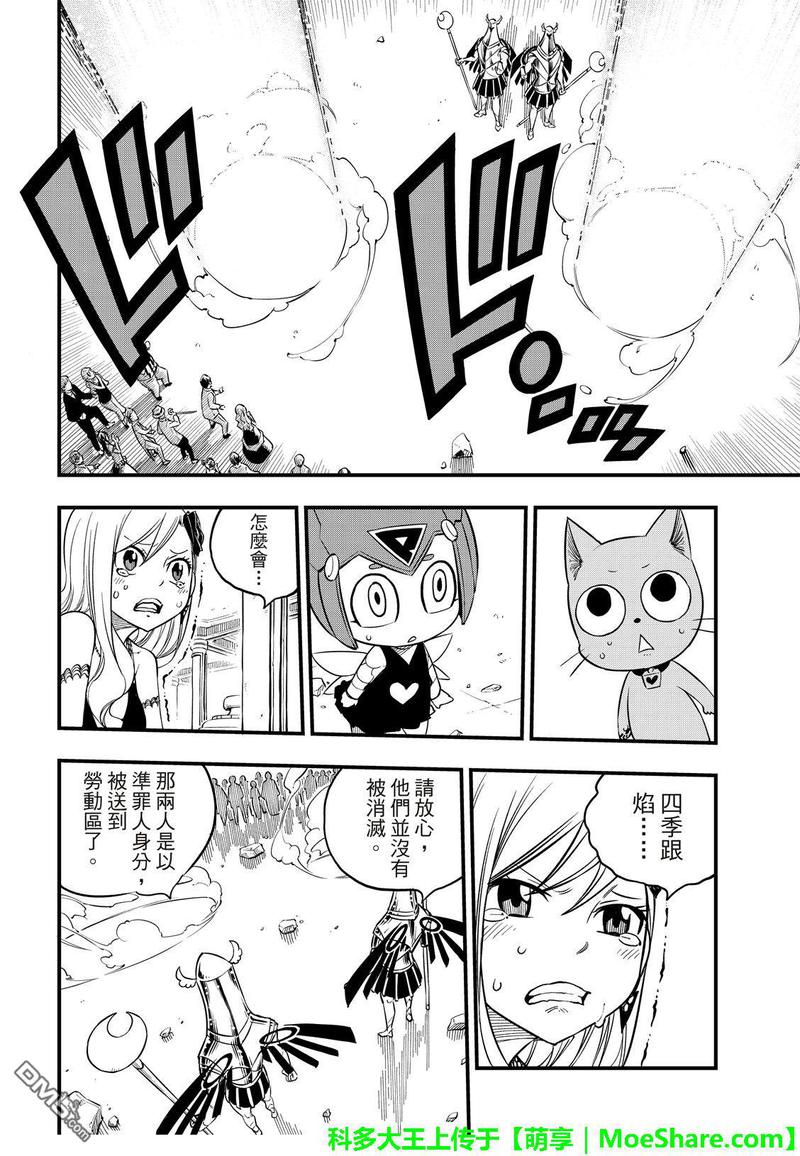 ドドド
怎麼會…
四季跟
焰……
請放心，
他們並沒有
被消滅。
那兩人是以
準罪人身分，
被送到
勞動區了。
DM5.com
科多大王上传于【萌享｜MoeShare.com】